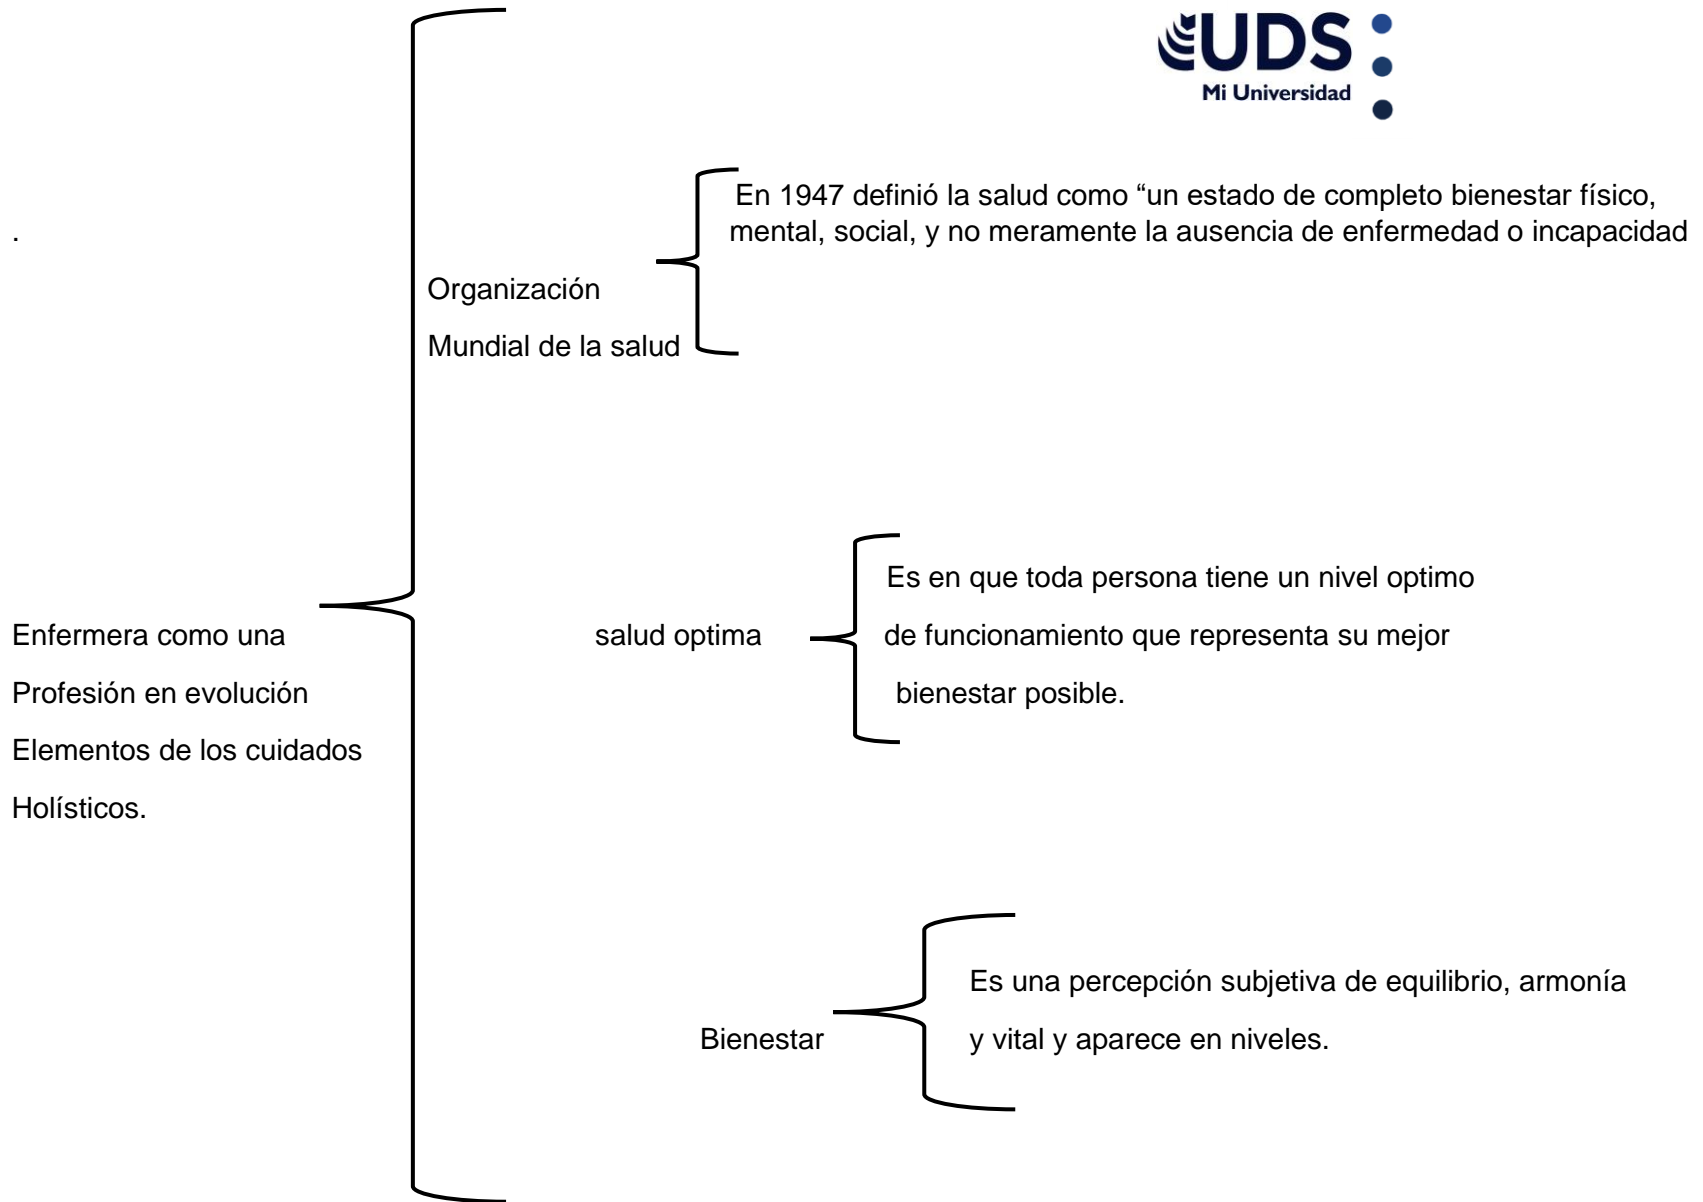 UDS
Mi Universidad
.
Enfermera como una
Profesión en evolución
Elementos de los cuidados
Holísticos.
Organización
Mundial de la salud
En 1947 definió la salud como “un estado de completo bienestar físico,
mental, social, y no meramente la ausencia de enfermedad o incapacidad
salud optima
Es en que toda persona tiene un nivel optimo
de funcionamiento que representa su mejor
bienestar posible.
Bienestar
Es una percepción subjetiva de equilibrio, armonía
y vital y aparece en niveles.